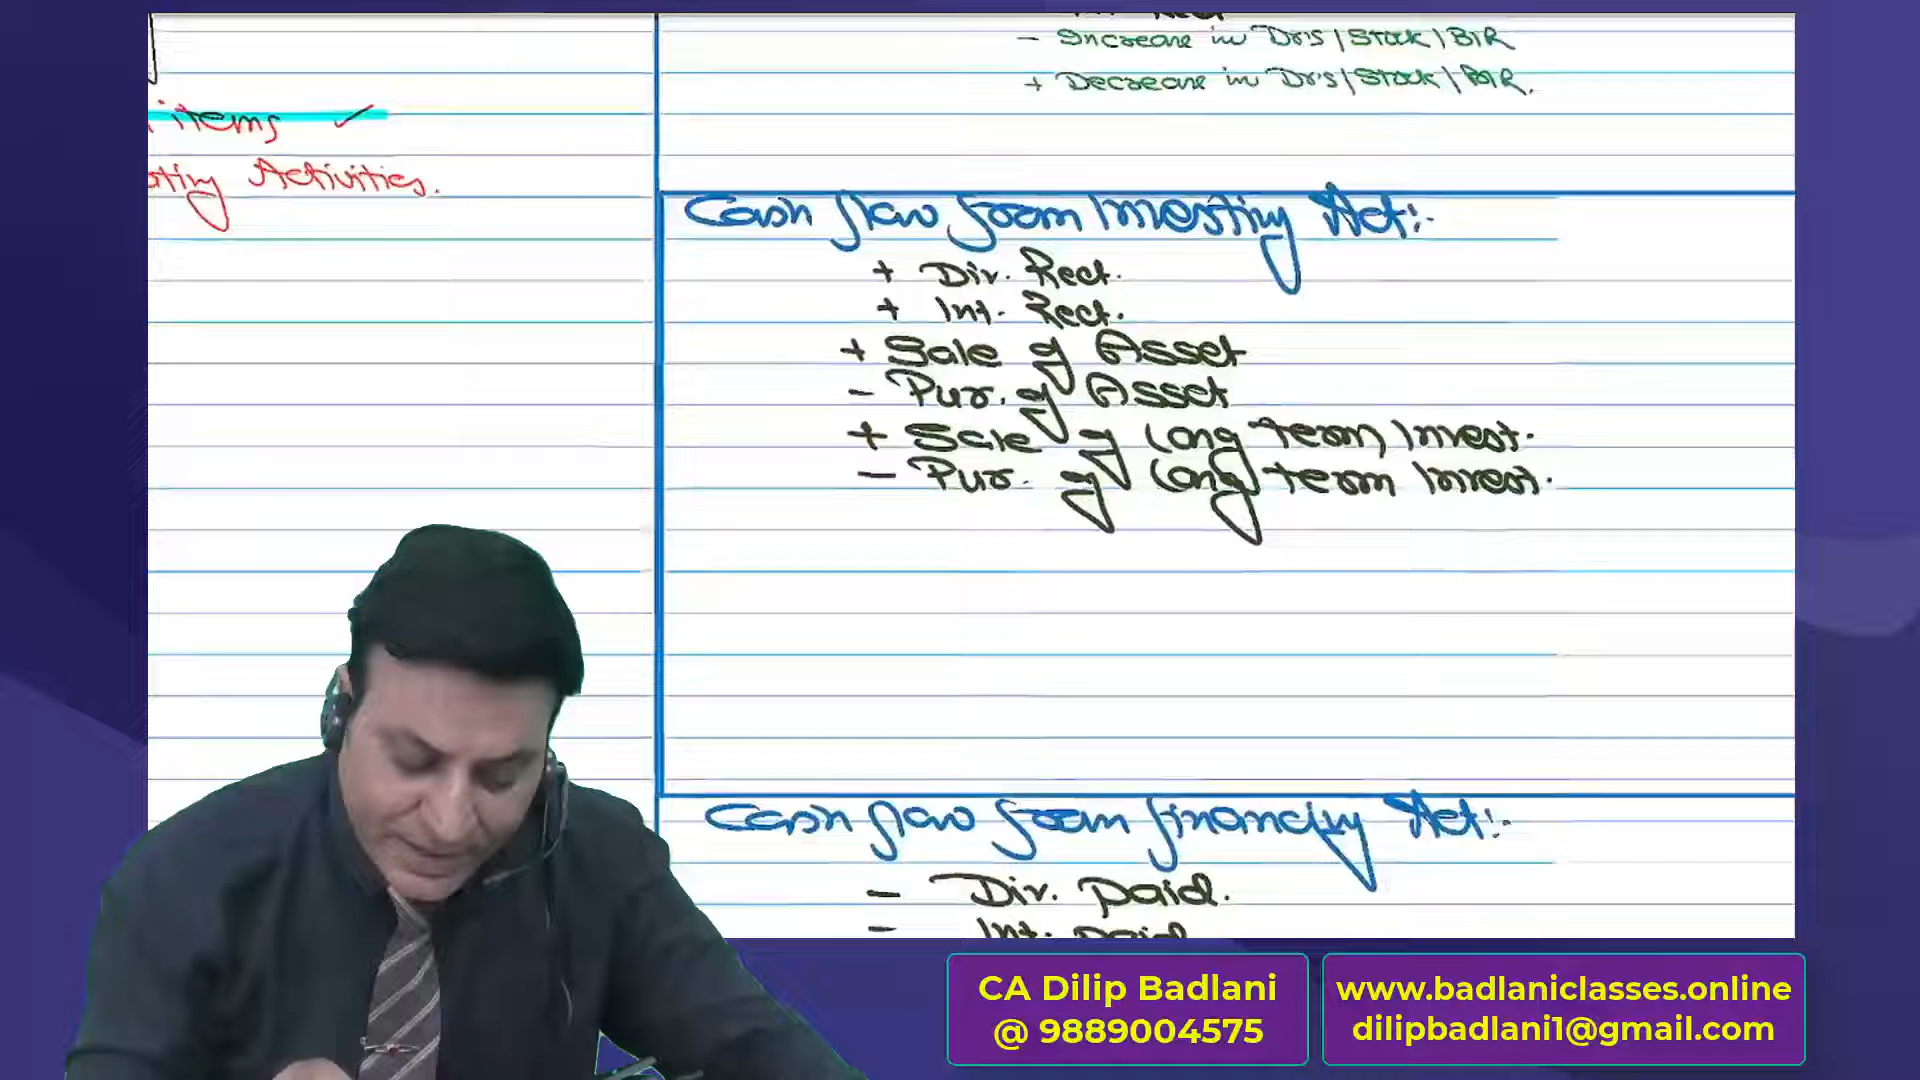 items
Activities.
- Increase in Dr's/Stock/B/R
+ Decrease in Dr's/Stock/B/R.
Cash flow from Investing Act:-
+ Div. Rect.
+ Int. Rect.
+ Sale of Asset
- Pur. of Asset
+ Sale of Long term Invest.
- Pur. of Long term Invest.
Cash flow from financing Act:-
- Div. paid.
- Int. paid
CA Dilip Badlani
@ 9889004575
www.badlaniclasses.online
dilipbadlani1@gmail.com